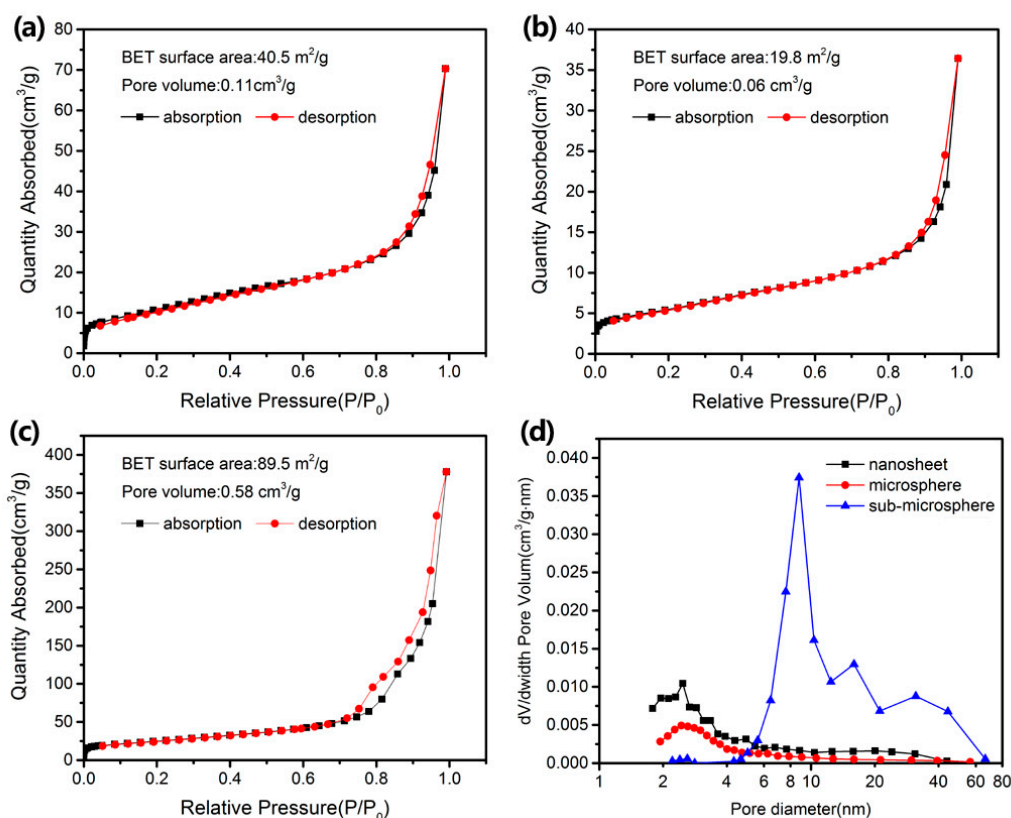 (a)
80
70
60
50
40
30
20
10
0
Quantity Absorbed(cm³/g)
BET surface area:40.5 m²/g
Pore volume:0.11cm³/g
absorption desorption
0.0 0.2 0.4 0.6 0.8 1.0
Relative Pressure(P/P₀)
(b)
40
35
30
25
20
15
10
5
0
Quantity Absorbed(cm³/g)
BET surface area:19.8 m²/g
Pore volume:0.06 cm³/g
absorption desorption
0.0 0.2 0.4 0.6 0.8 1.0
Relative Pressure(P/P₀)
(c)
400
350
300
250
200
150
100
50
0
Quantity Absorbed(cm³/g)
BET surface area:89.5 m²/g
Pore volume:0.58 cm³/g
absorption desorption
0.0 0.2 0.4 0.6 0.8 1.0
Relative Pressure(P/P₀)
(d)
0.040
0.035
0.030
0.025
0.020
0.015
0.010
0.005
0.000
dV/dwidth Pore Volum(cm³/g·nm)
nanosheet
microsphere
sub-microsphere
1 2 4 6 8 10 20 40 60 80
Pore diameter(nm)